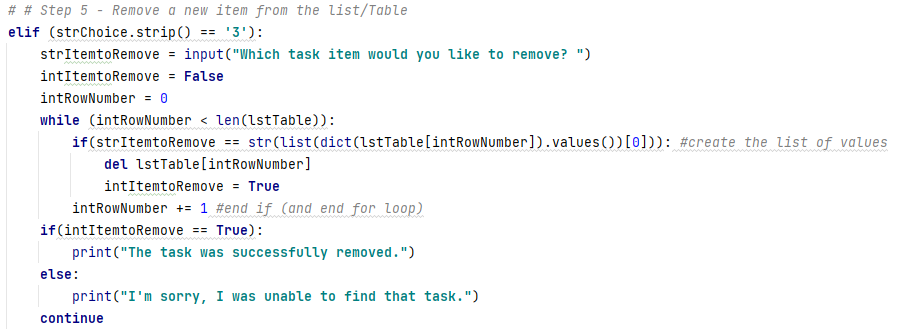 # # Step 5 - Remove a new item from the list/Table
elif (strChoice.strip() == '3'):
    strItemtoRemove = input("Which task item would you like to remove? ")
    intItemtoRemove = False
    intRowNumber = 0
    while (intRowNumber < len(lstTable)):
        if(strItemtoRemove == str(list(dict(lstTable[intRowNumber]).values())[0])): #create the list of values
            del lstTable[intRowNumber]
            intItemtoRemove = True
        intRowNumber += 1 #end if (and end for loop)
    if(intItemtoRemove == True):
        print("The task was successfully removed.")
    else:
        print("I'm sorry, I was unable to find that task.")
    continue